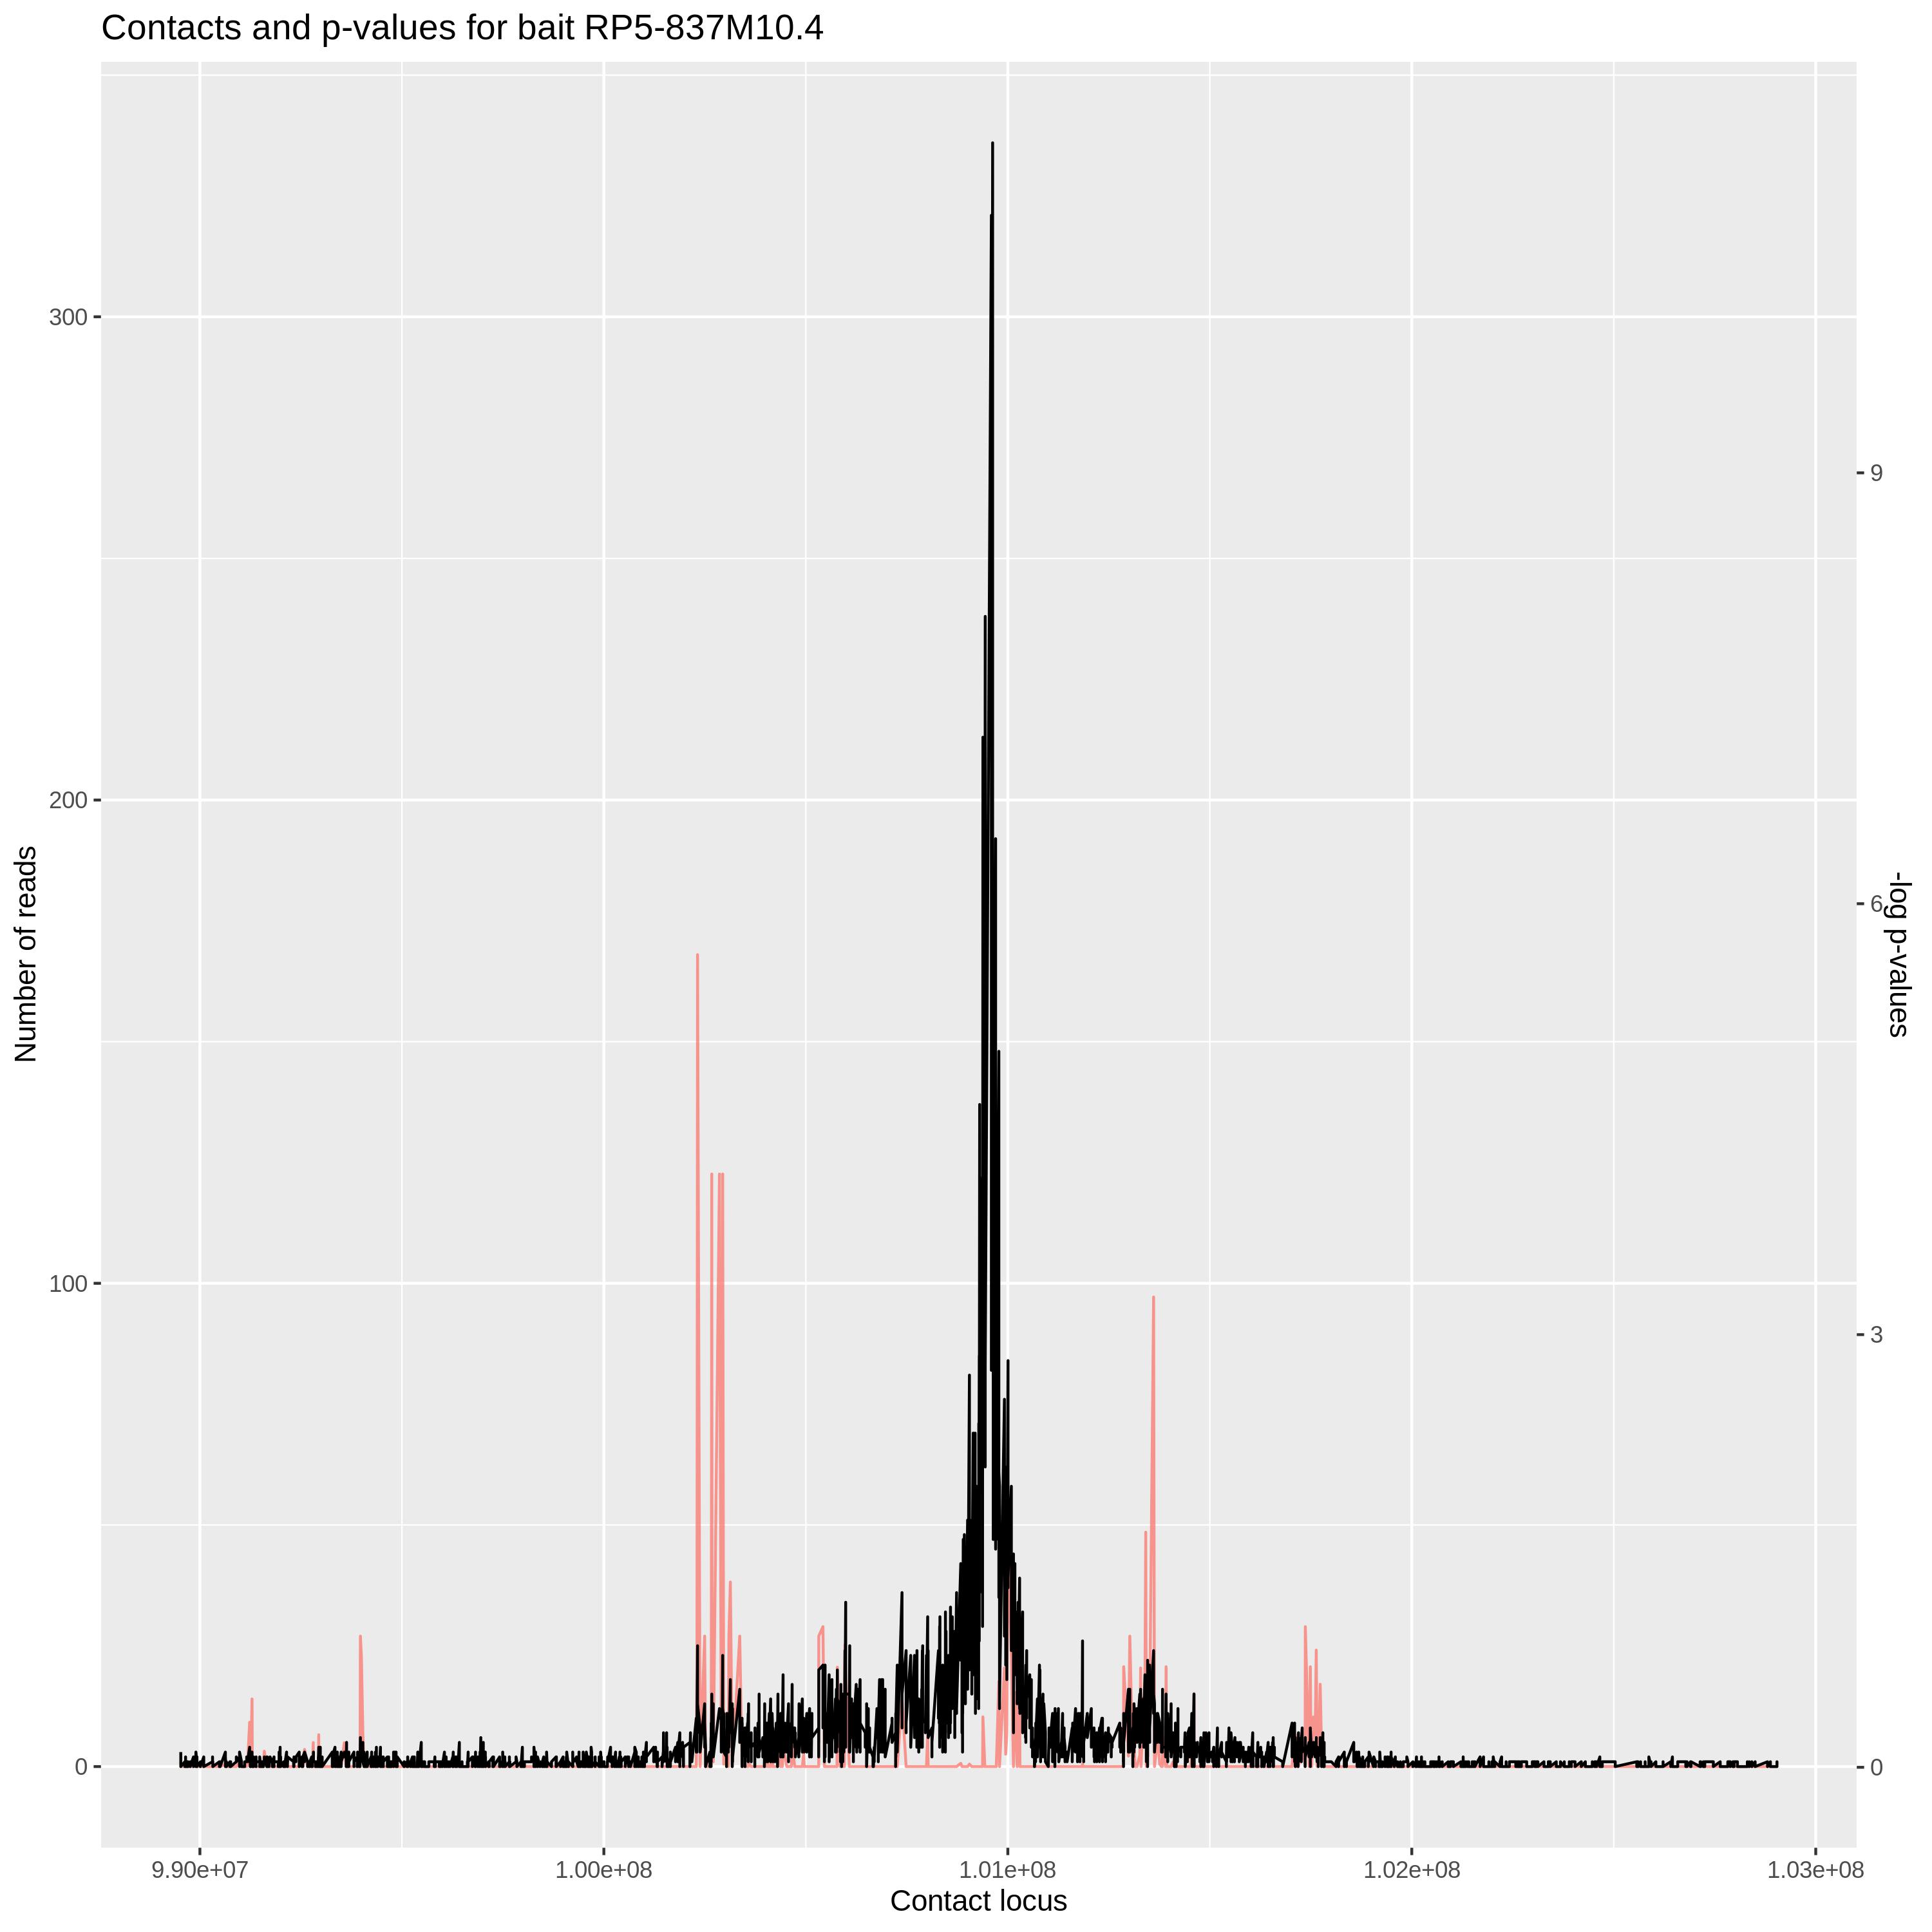 Contacts and p-values for bait RP5-837M10.4
Number of reads
300
200
100
0
9
6
3
0
-log p-values
9.90e+07
1.00e+08
1.01e+08
1.02e+08
1.03e+08
Contact locus